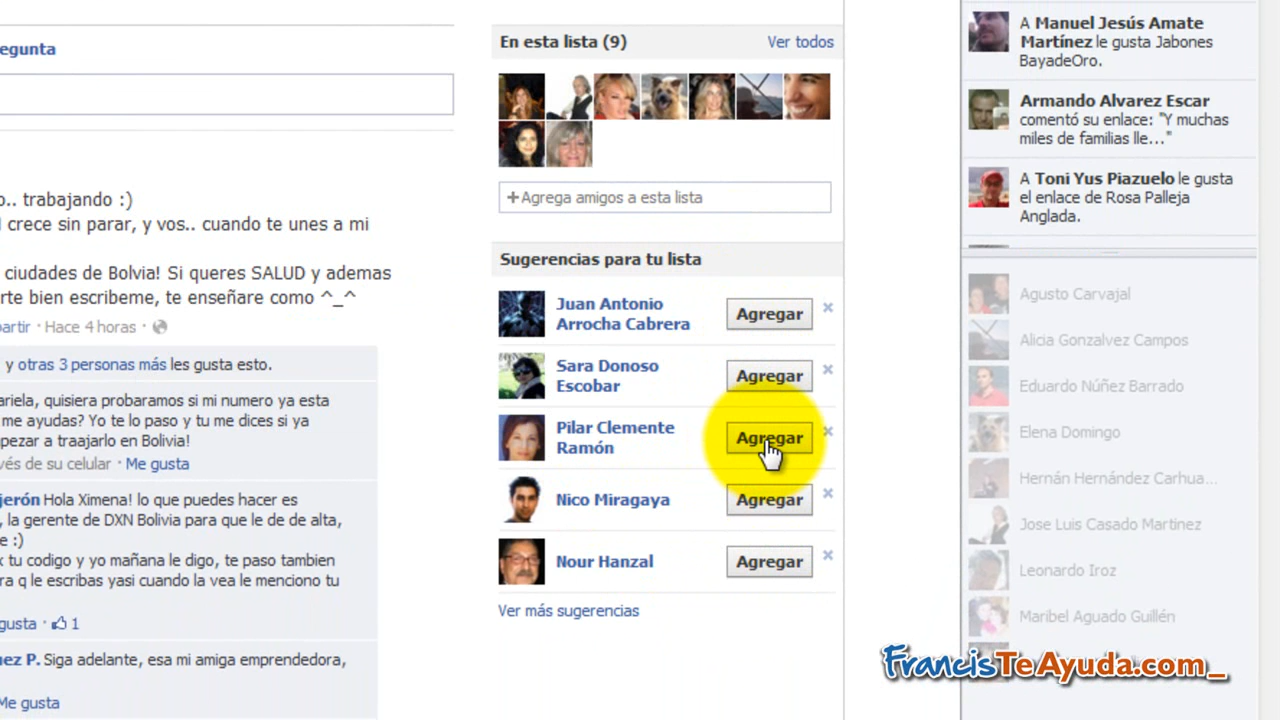 egunta
o.. trabajando :)
l crece sin parar, y vos.. cuando te unes a mi
ciudades de Bolvia! Si queres SALUD y ademas
rte bien escribeme, te enseñare como ^_^
partir · Hace 4 horas ·
y otras 3 personas más les gusta esto.
ariela, quisiera probaramos si mi numero ya esta
me ayudas? Yo te lo paso y tu me dices si ya
pezar a traajarlo en Bolivia!
vés de su celular · Me gusta
jerón Hola Ximena! lo que puedes hacer es
, la gerente de DXN Bolivia para que le de de alta,
e :)
x tu codigo y yo mañana le digo, te paso tambien
ra q le escribas yasi cuando la vea le menciono tu
gusta · 1
nez P. Siga adelante, esa mi amiga emprendedora,
Me gusta
En esta lista (9) Ver todos
+Agrega amigos a esta lista
Sugerencias para tu lista
Juan Antonio
Arrocha Cabrera
Agregar ×
Sara Donoso
Escobar
Agregar ×
Pilar Clemente
Ramón
Agregar ×
Nico Miragaya
Agregar ×
Nour Hanzal
Agregar ×
Ver más sugerencias
A Manuel Jesús Amate
Martínez le gusta Jabones
BayadeOro.
Armando Alvarez Escar
comentó su enlace: "Y muchas
miles de familias lle..."
A Toni Yus Piazuelo le gusta
el enlace de Rosa Palleja
Anglada.
Agusto Carvajal
Alicia Gonzalvez Campos
Eduardo Núñez Barrado
Elena Domingo
Hernán Hernández Carhua...
Jose Luis Casado Martinez
Leonardo Iroz
Maribel Aguado Guillén
FrancisTeAyuda.com_